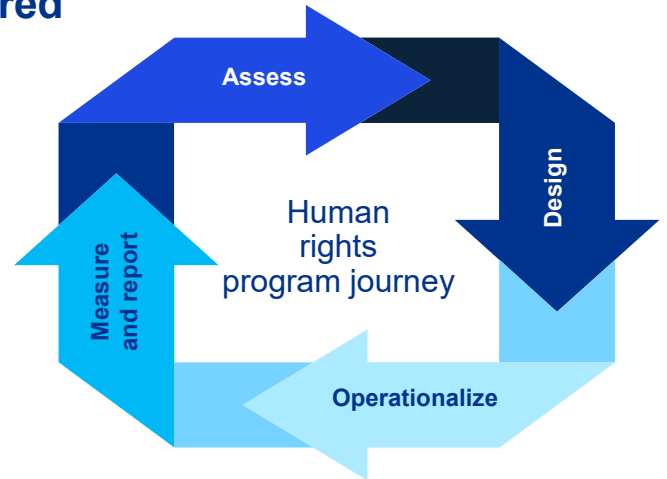 red
Assess
Design
Human
rights
program journey
Measure
and report
Operationalize